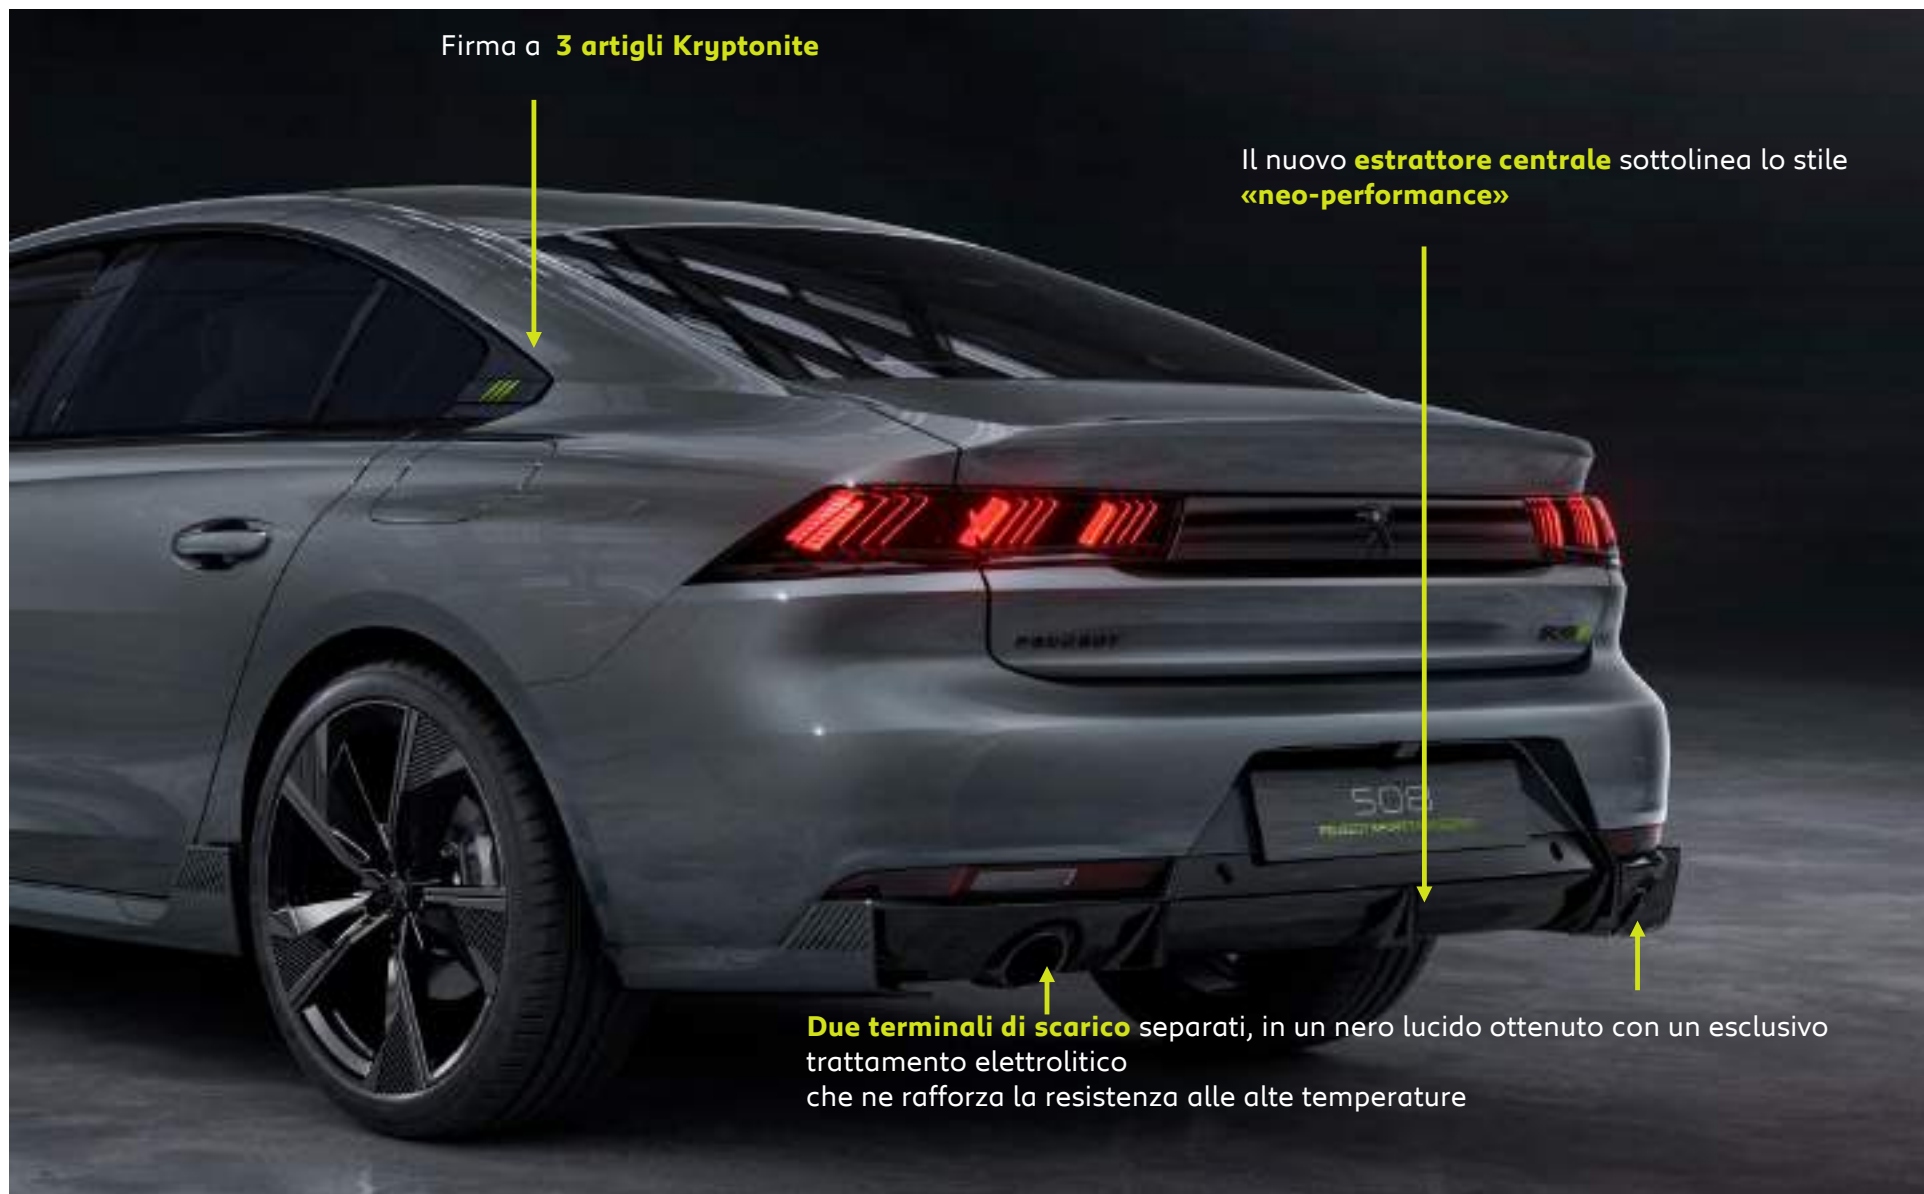 Firma a 3 artigli Kryptonite
Il nuovo estrattore centrale sottolinea lo stile
«neo-performance»
PEUGEOT
508
Due terminali di scarico separati, in un nero lucido ottenuto con un esclusivo
trattamento elettrolitico
che ne rafforza la resistenza alle alte temperature